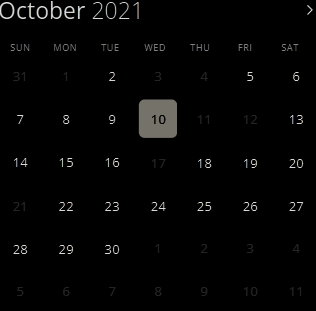 October 2021
SUN MON TUE WED THU FRI SAT
31 1 2 3 4 5 6
7 8 9 10 11 12 13
14 15 16 17 18 19 20
21 22 23 24 25 26 27
28 29 30 1 2 3 4
5 6 7 8 9 10 11